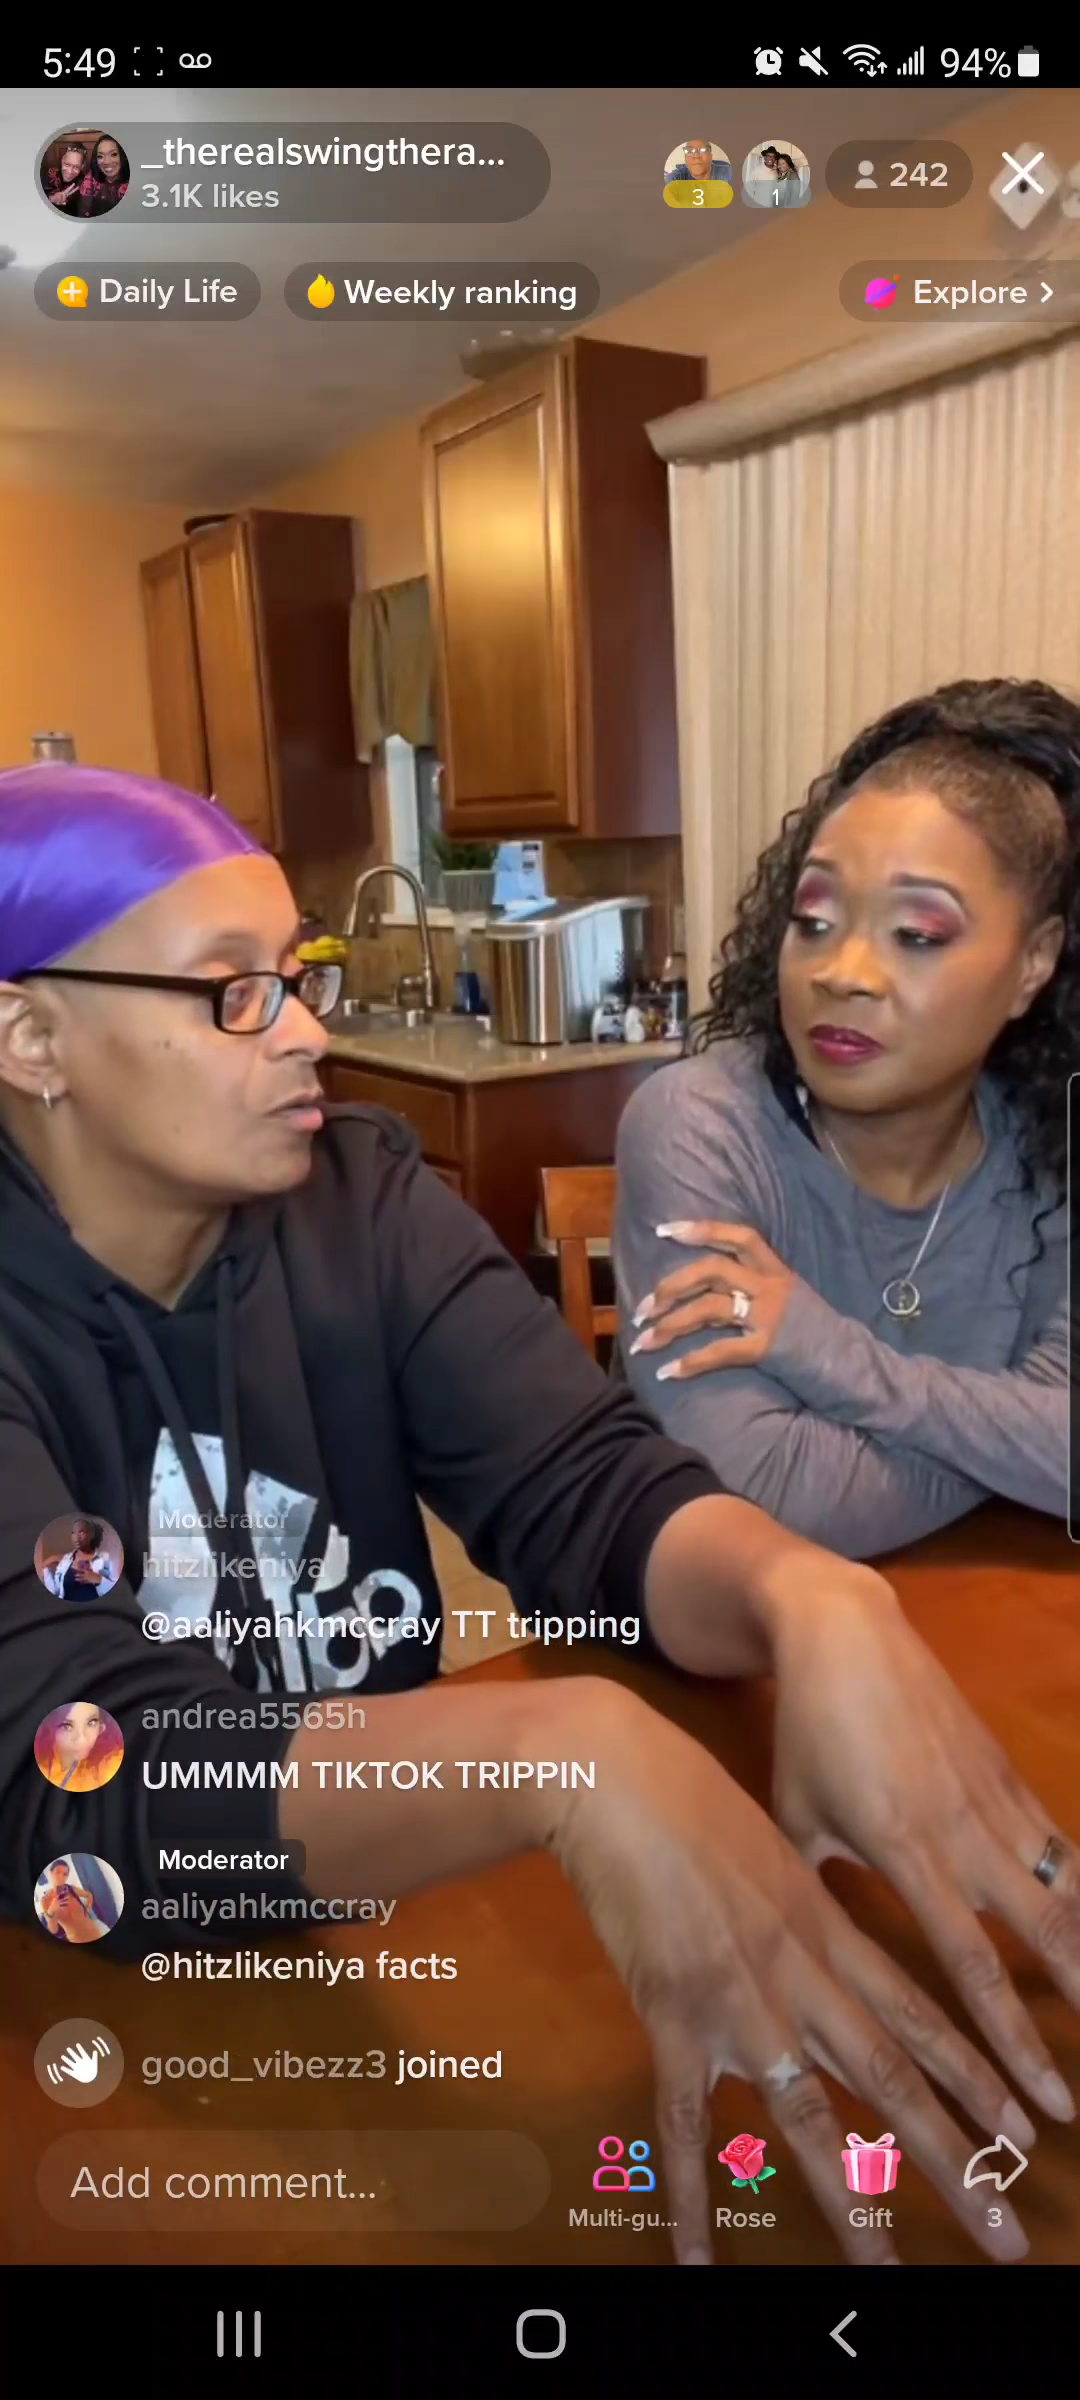 5:49
94%
_therealswingthera...
3.1K likes
3
1
242
Daily Life
Weekly ranking
Explore
Moderator
hitzlikeniya
@aaliyahkmccray TT tripping
andrea5565h
UMMMM TIKTOK TRIPPIN
Moderator
aaliyahkmccray
@hitzlikeniya facts
good_vibezz3 joined
Add comment...
Multi-gu...
Rose
Gift
3